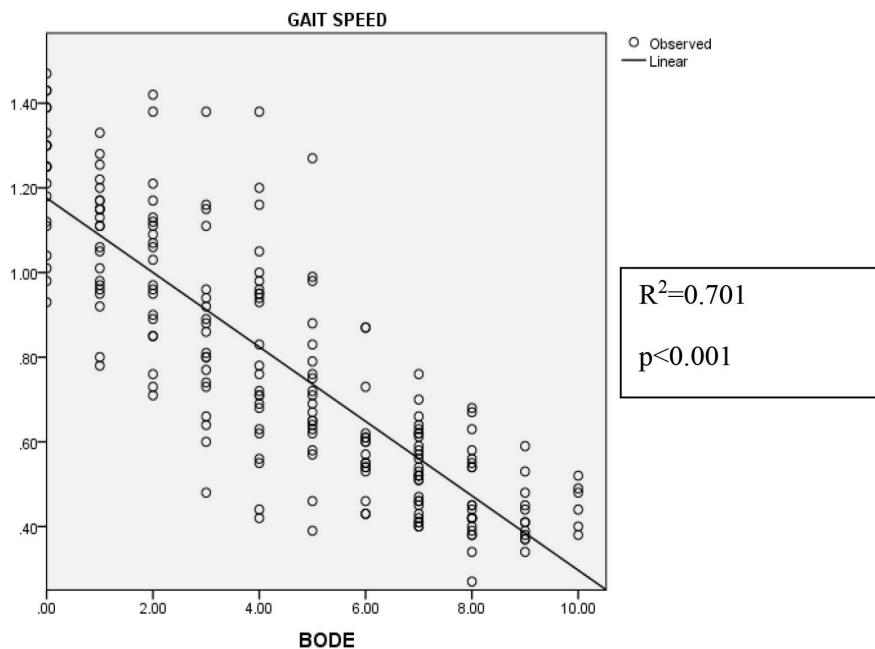 GAIT SPEED
Observed
Linear
1.40
1.20
1.00
.80
.60
.40
R²=0.701
p<0.001
.00 2.00 4.00 6.00 8.00 10.00
BODE